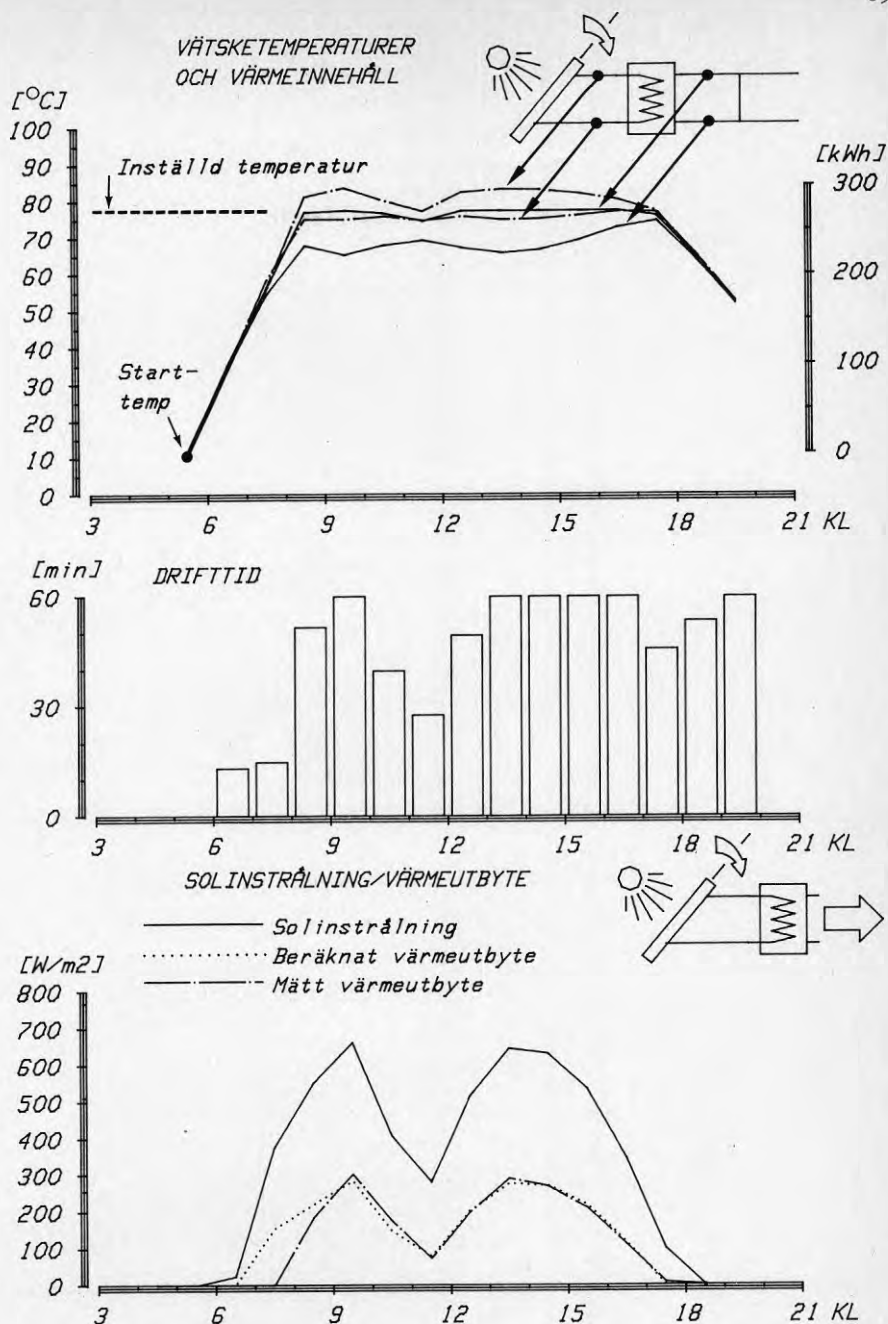 VÄTSKETEMPERATURER
OCH VÄRMEINNEHÅLL
[°C]
100
90
80
70
60
50
40
30
20
10
0
Inställd temperatur
Start-
temp
[kWh]
300
200
100
0
3 6 9 12 15 18 21 KL
[min]
DRIFTTID
60
30
0
3 6 9 12 15 18 21 KL
SOLINSTRÅLNING/VÄRMEUTBYTE
Solinstrålning
Beräknat värmeutbyte
Mätt värmeutbyte
[W/m2]
800
700
600
500
400
300
200
100
0
3 6 9 12 15 18 21 KL